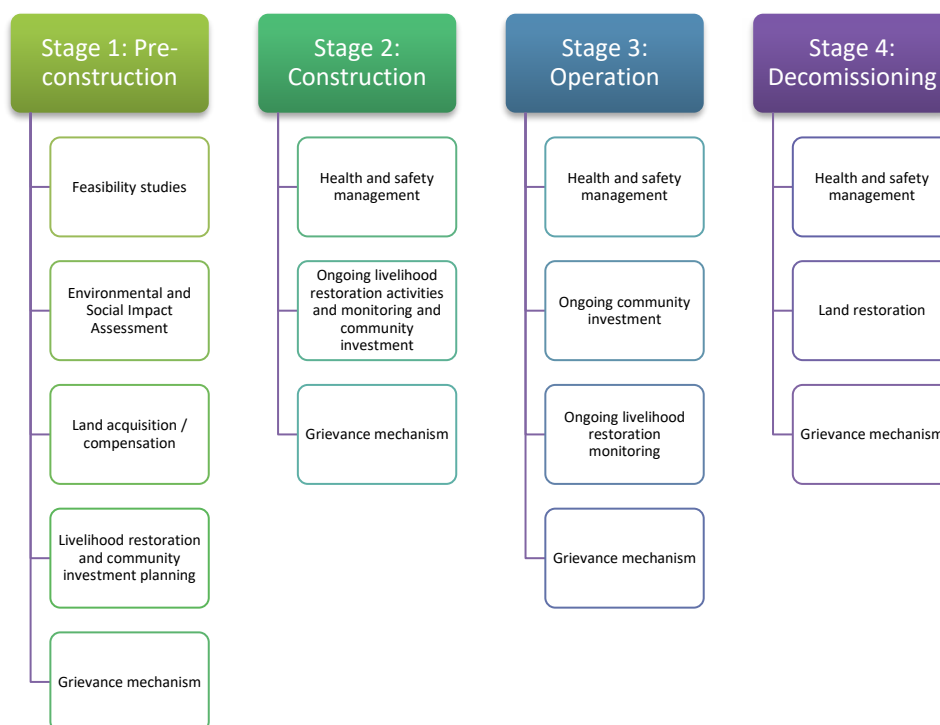 Stage 1: Pre-
construction
Feasibility studies
Environmental and
Social Impact
Assessment
Land acquisition /
compensation
Livelihood restoration
and community
investment planning
Grievance mechanism
Stage 2:
Construction
Health and safety
management
Ongoing livelihood
restoration activities
and monitoring and
community
investment
Grievance mechanism
Stage 3:
Operation
Health and safety
management
Ongoing community
investment
Ongoing livelihood
restoration
monitoring
Grievance mechanism
Stage 4:
Decomissioning
Health and safety
management
Land restoration
Grievance mechanism